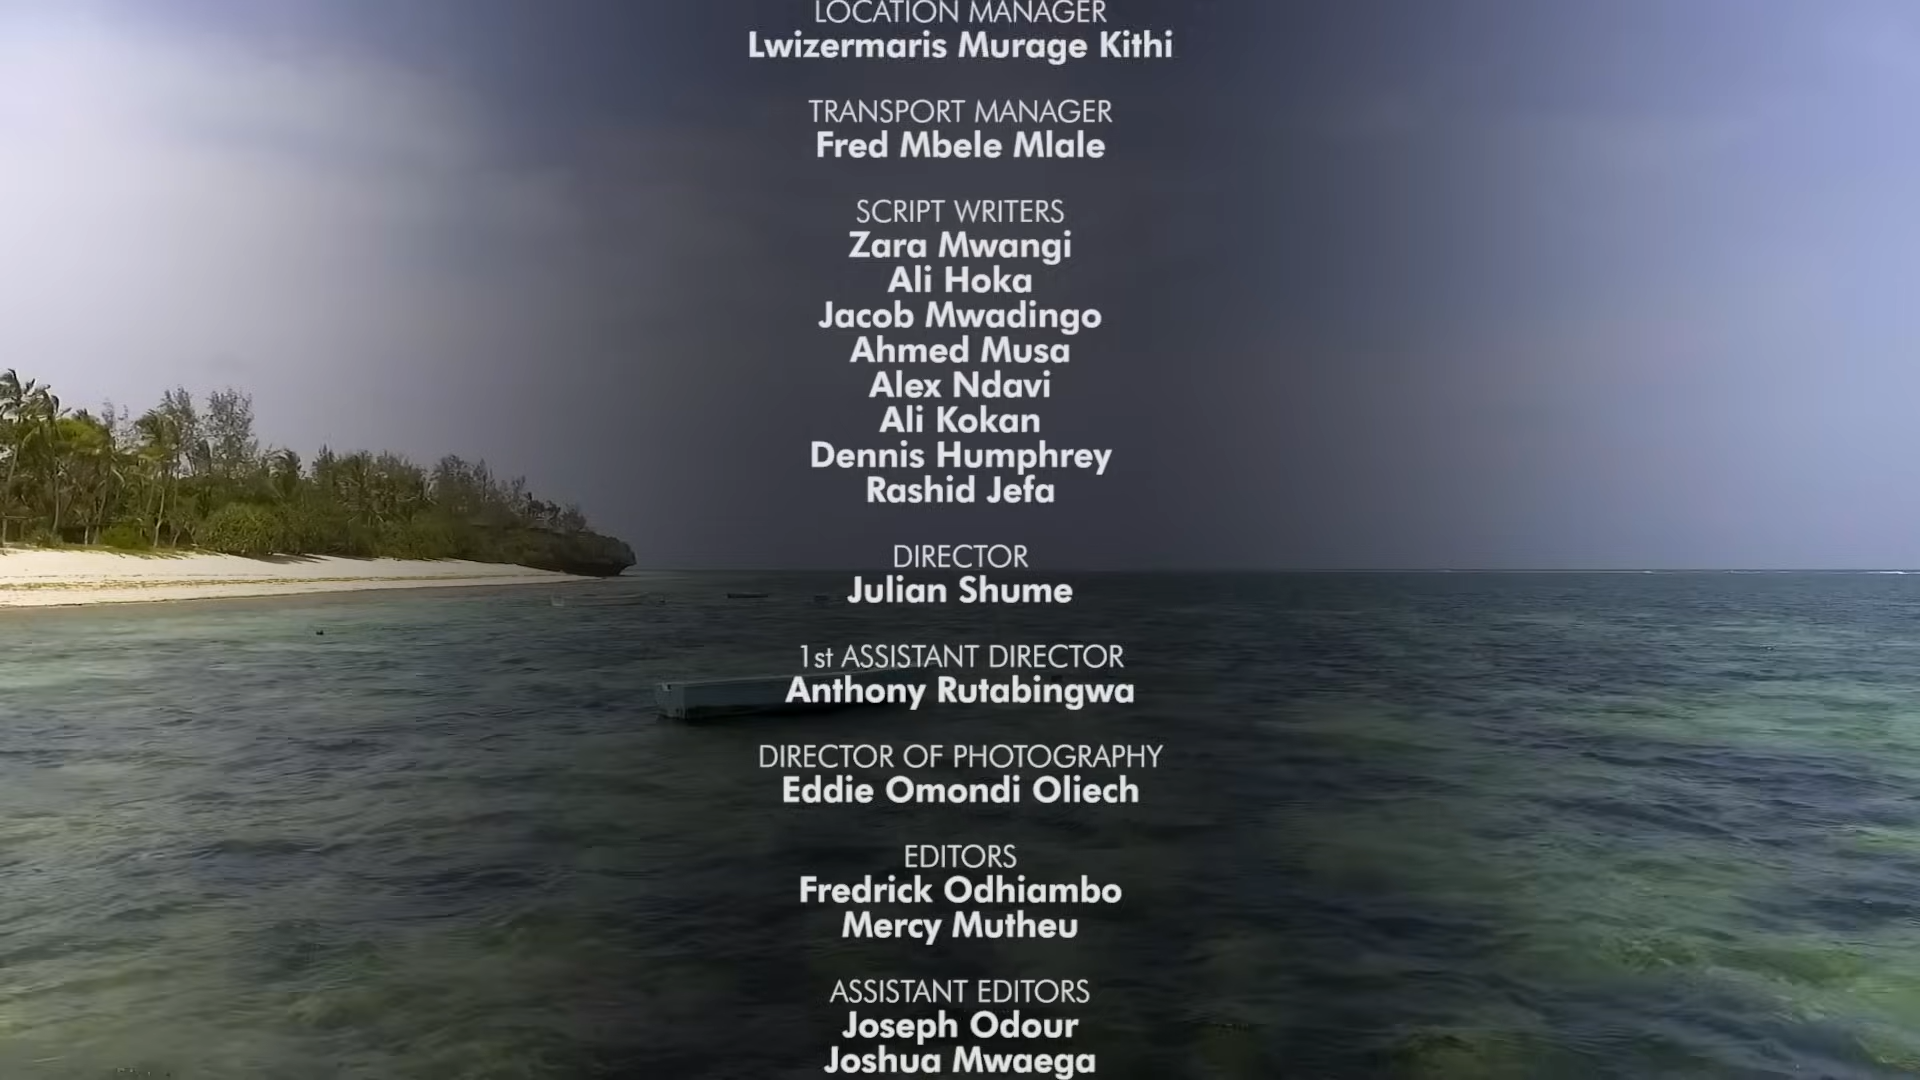 LOCATION MANAGER
Lwizermaris Murage Kithi
TRANSPORT MANAGER
Fred Mbele Mlale
SCRIPT WRITERS
Zara Mwangi
Ali Hoka
Jacob Mwadingo
Ahmed Musa
Alex Ndavi
Ali Kokan
Dennis Humphrey
Rashid Jefa
DIRECTOR
Julian Shume
1st ASSISTANT DIRECTOR
Anthony Rutabingwa
DIRECTOR OF PHOTOGRAPHY
Eddie Omondi Oliech
EDITORS
Fredrick Odhiambo
Mercy Mutheu
ASSISTANT EDITORS
Joseph Odour
Joshua Mwaega